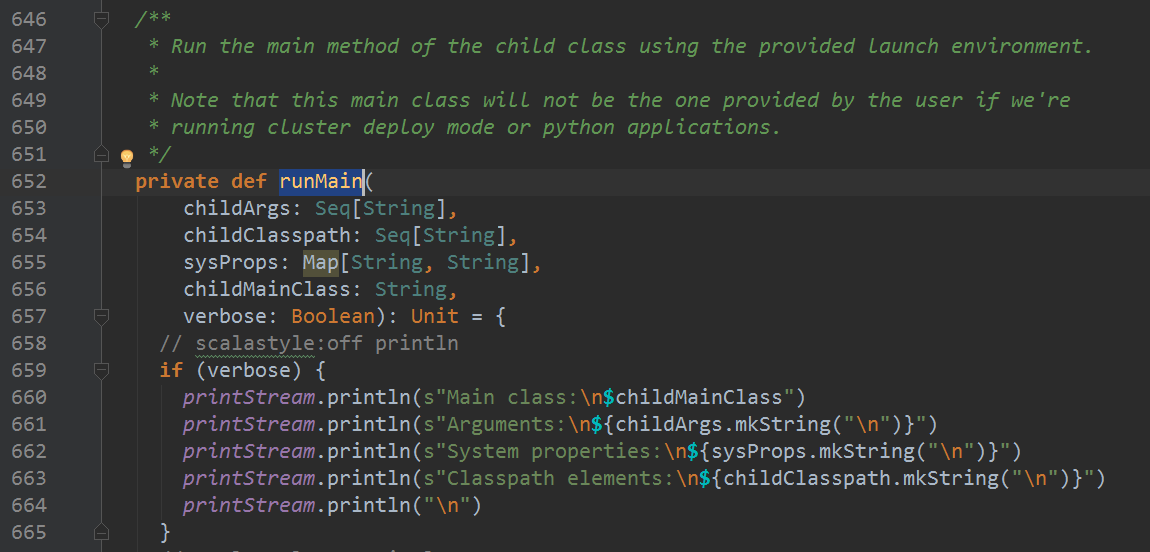 646 /**
647 * Run the main method of the child class using the provided launch environment.
648 *
649 * Note that this main class will not be the one provided by the user if we're
650 * running cluster deploy mode or python applications.
651 */
652 private def runMain(
653 childArgs: Seq[String],
654 childClasspath: Seq[String],
655 sysProps: Map[String, String],
656 childMainClass: String,
657 verbose: Boolean): Unit = {
658 // scalastyle:off println
659 if (verbose) {
660 printStream.println(s"Main class:\n$childMainClass")
661 printStream.println(s"Arguments:\n${childArgs.mkString("\n")}")
662 printStream.println(s"System properties:\n${sysProps.mkString("\n")}")
663 printStream.println(s"Classpath elements:\n${childClasspath.mkString("\n")}")
664 printStream.println("\n")
665 }